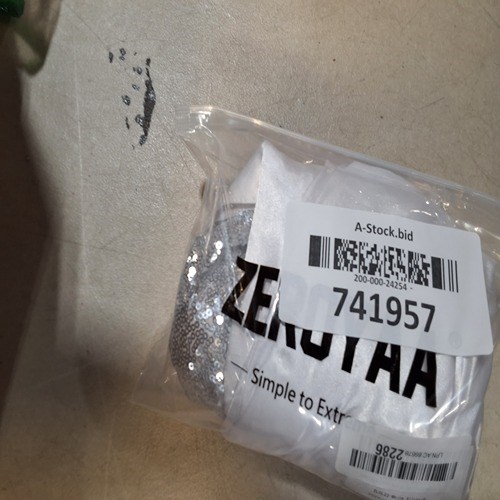 A-Stock.bid
200-000-24254 -
741957
ZEROYAA
— Simple to Extr
2286